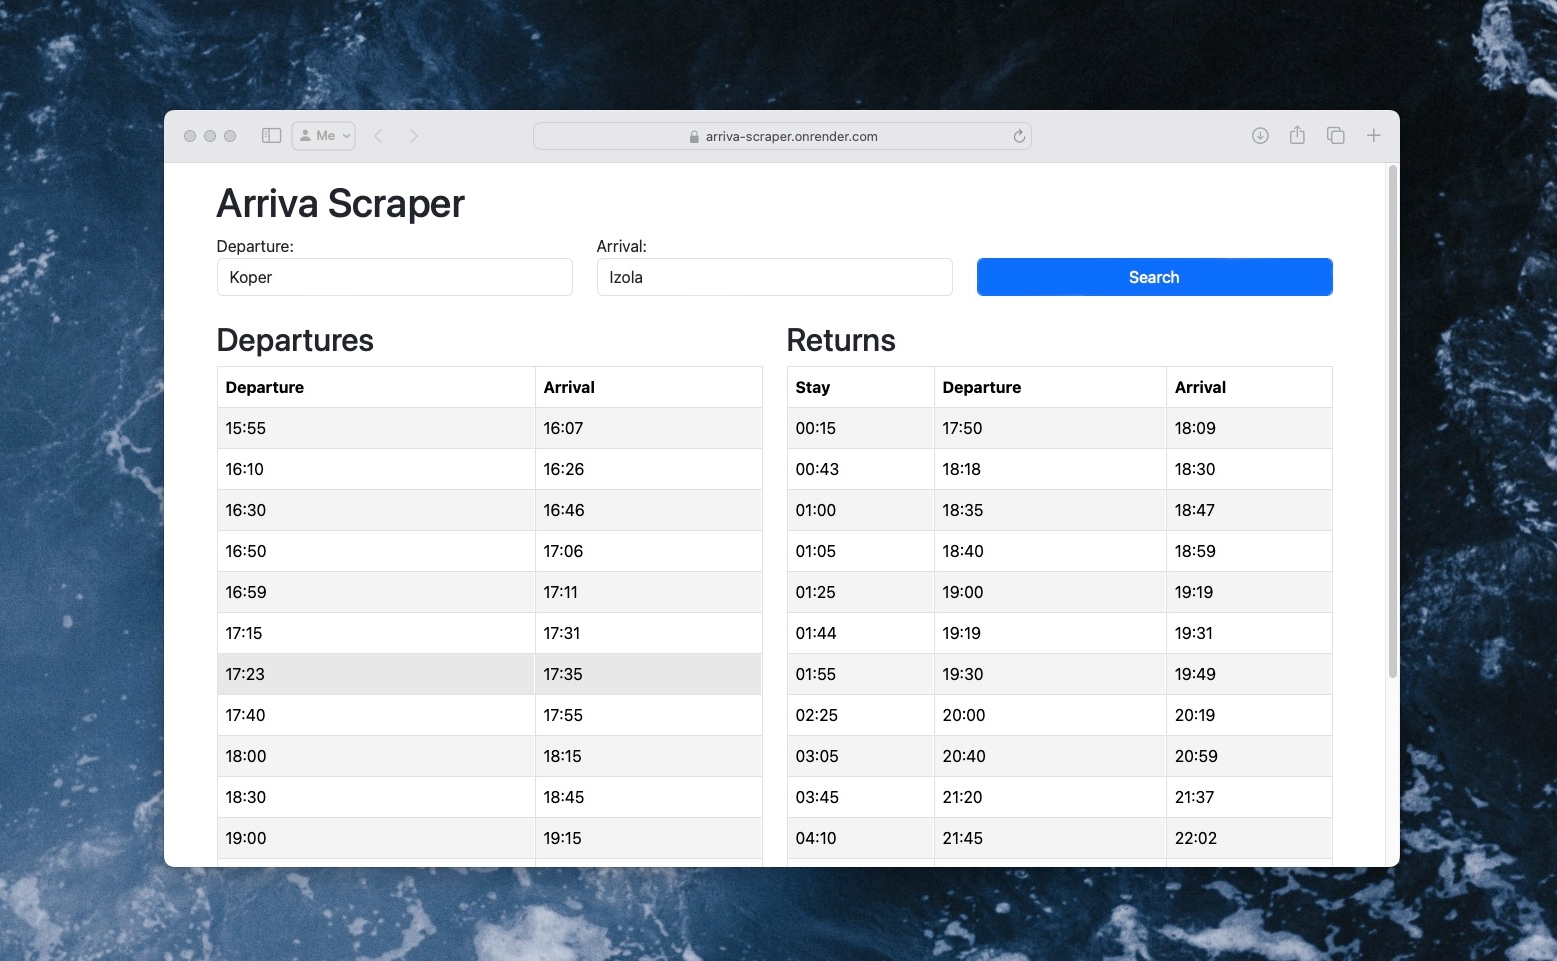 Me
arriva-scraper.onrender.com
Arriva Scraper
Departure:
Arrival:
Koper
Izola
Search
Departures
Departure Arrival
15:55 16:07
16:10 16:26
16:30 16:46
16:50 17:06
16:59 17:11
17:15 17:31
17:23 17:35
17:40 17:55
18:00 18:15
18:30 18:45
19:00 19:15
Returns
Stay Departure Arrival
00:15 17:50 18:09
00:43 18:18 18:30
01:00 18:35 18:47
01:05 18:40 18:59
01:25 19:00 19:19
01:44 19:19 19:31
01:55 19:30 19:49
02:25 20:00 20:19
03:05 20:40 20:59
03:45 21:20 21:37
04:10 21:45 22:02